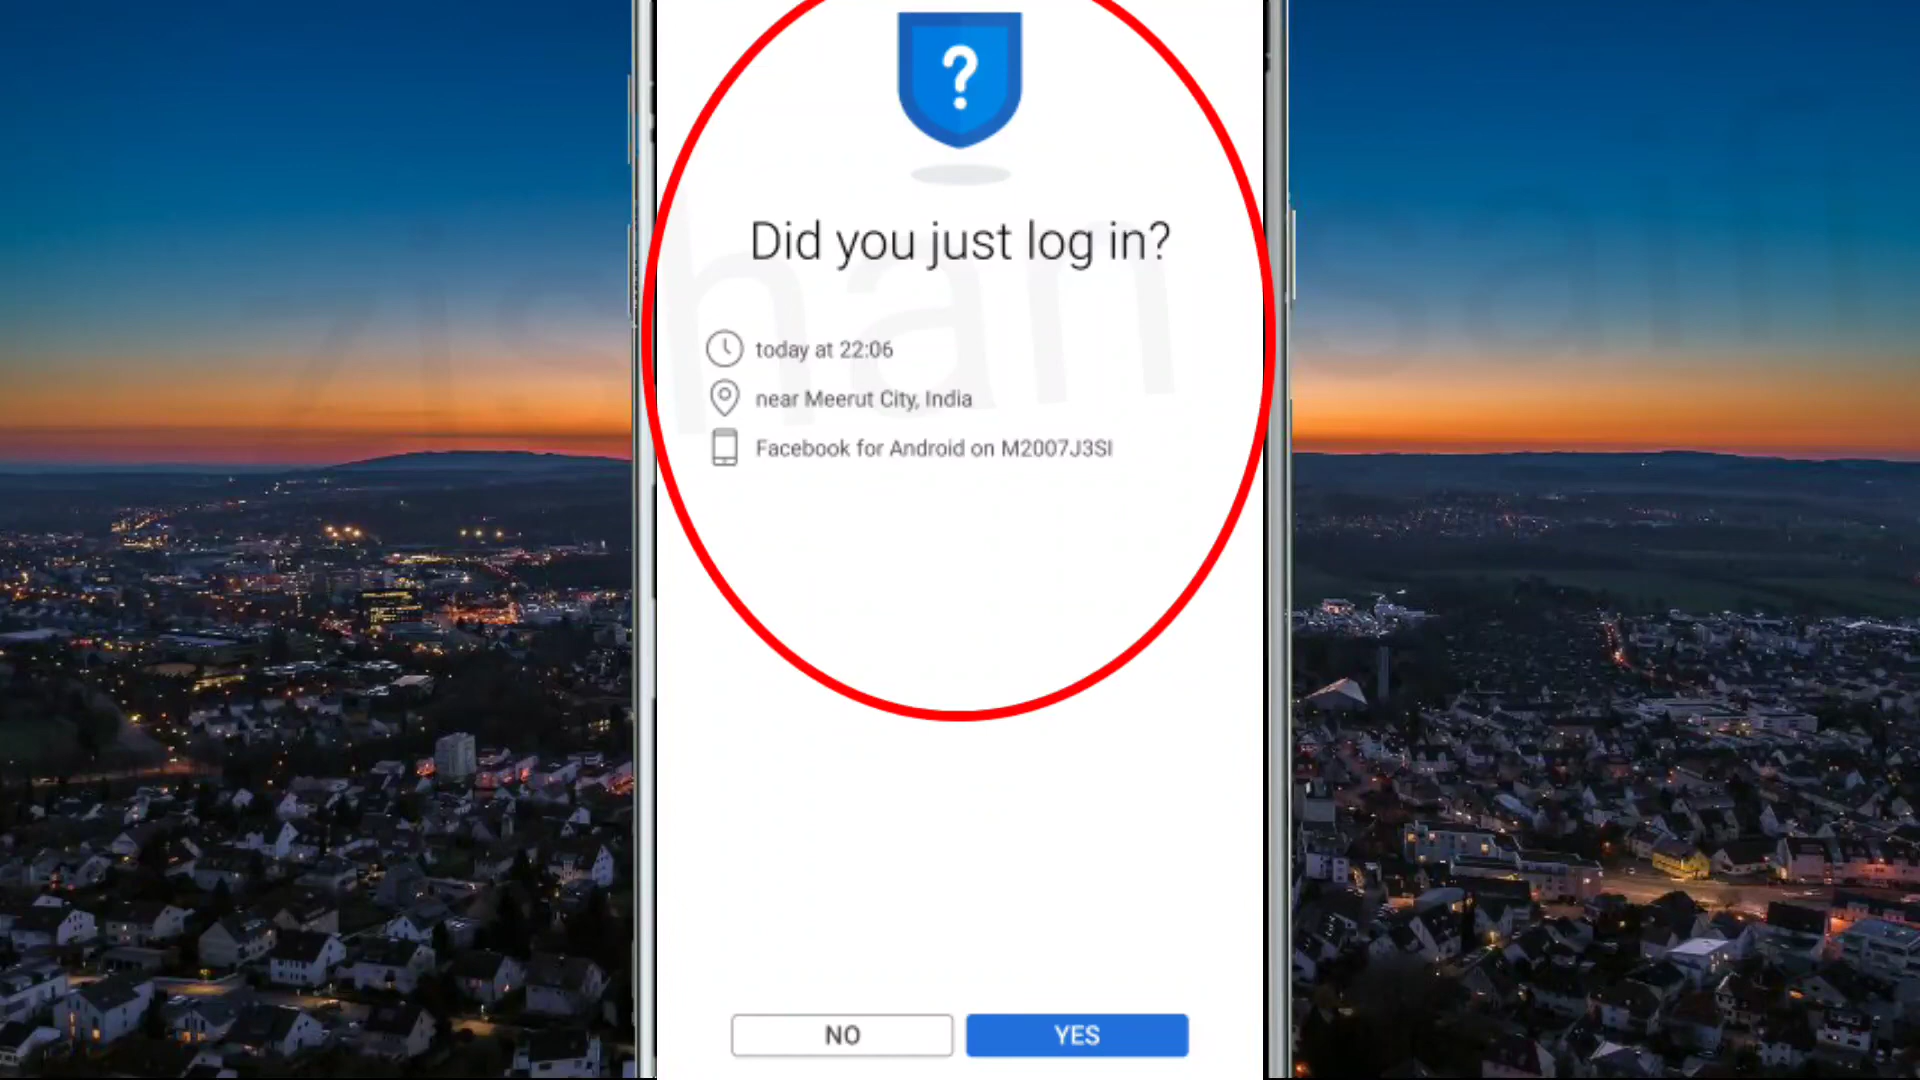 ?
Did you just log in?
today at 22:06
near Meerut City, India
Facebook for Android on M2007J3SI
NO
YES